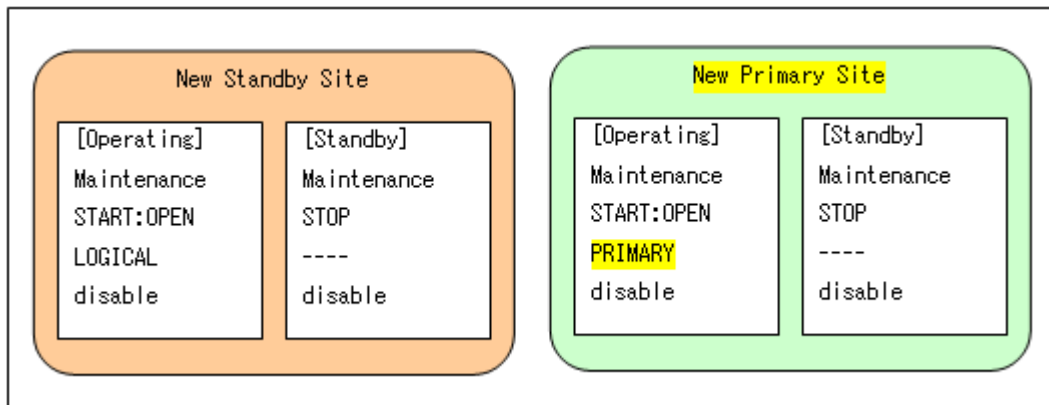 New Standby Site
[Operating]
Maintenance
START:OPEN
LOGICAL
disable
[Standby]
Maintenance
STOP
----
disable
New Primary Site
[Operating]
Maintenance
START:OPEN
PRIMARY
disable
[Standby]
Maintenance
STOP
----
disable